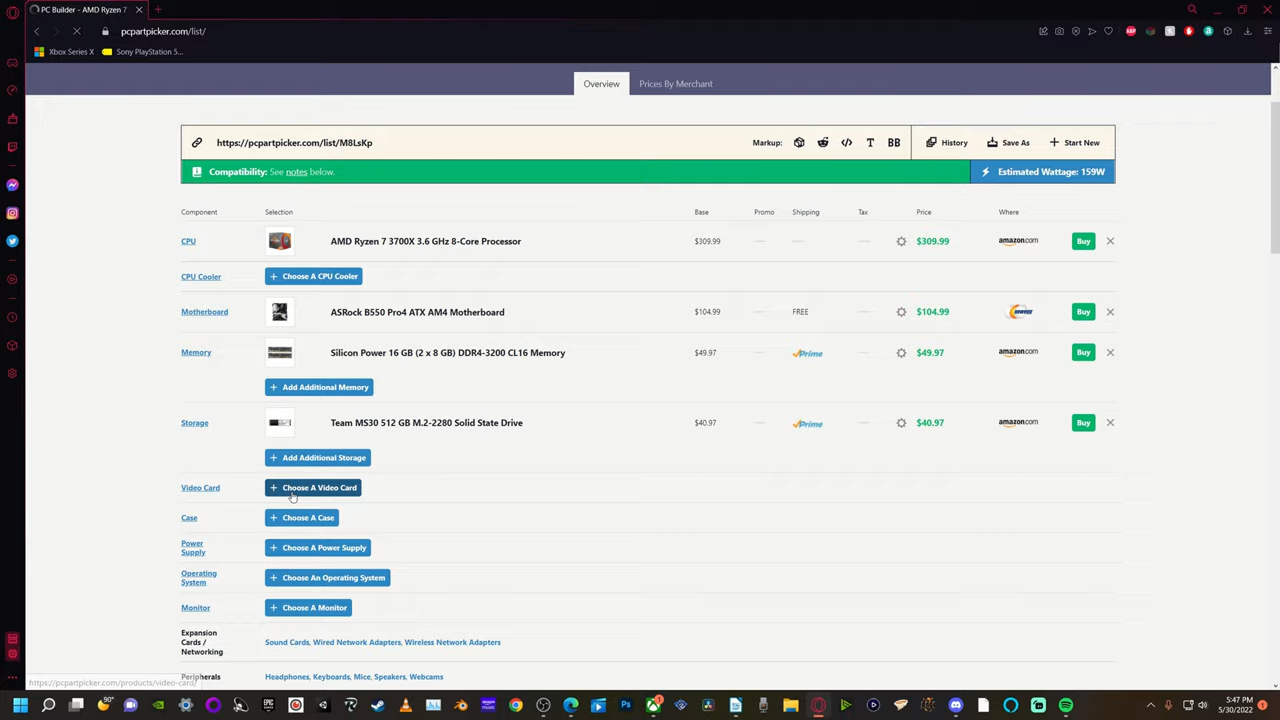 PC Builder - AMD Ryzen 7
pcpartpicker.com/list/
Xbox Series X
Sony PlayStation 5...
Overview
Prices By Merchant
https://pcpartpicker.com/list/M8LsKp
Markup:
T
BB
History
Save As
Start New
Compatibility: See notes below.
Estimated Wattage: 159W
Component
Selection
Base
Promo
Shipping
Tax
Price
Where
CPU
AMD Ryzen 7 3700X 3.6 GHz 8-Core Processor
$309.99
$309.99
amazon.com
Buy
CPU Cooler
+ Choose A CPU Cooler
Motherboard
ASRock B550 Pro4 ATX AM4 Motherboard
$104.99
FREE
$104.99
Buy
Memory
Silicon Power 16 GB (2 x 8 GB) DDR4-3200 CL16 Memory
$49.97
Prime
$49.97
amazon.com
Buy
+ Add Additional Memory
Storage
Team MS30 512 GB M.2-2280 Solid State Drive
$40.97
Prime
$40.97
amazon.com
Buy
+ Add Additional Storage
Video Card
+ Choose A Video Card
Case
+ Choose A Case
Power
Supply
+ Choose A Power Supply
Operating
System
+ Choose An Operating System
Monitor
+ Choose A Monitor
Expansion
Cards /
Networking
Sound Cards, Wired Network Adapters, Wireless Network Adapters
Peripherals
Headphones, Keyboards, Mice, Speakers, Webcams
https://pcpartpicker.com/products/video-card/
90°
5:47 PM
5/30/2022